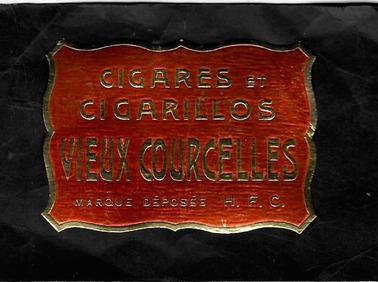 CIGARES ET
CIGARILLOS
VIEUX COURCELLES
MARQUE DÉPOSÉE H. F. C.